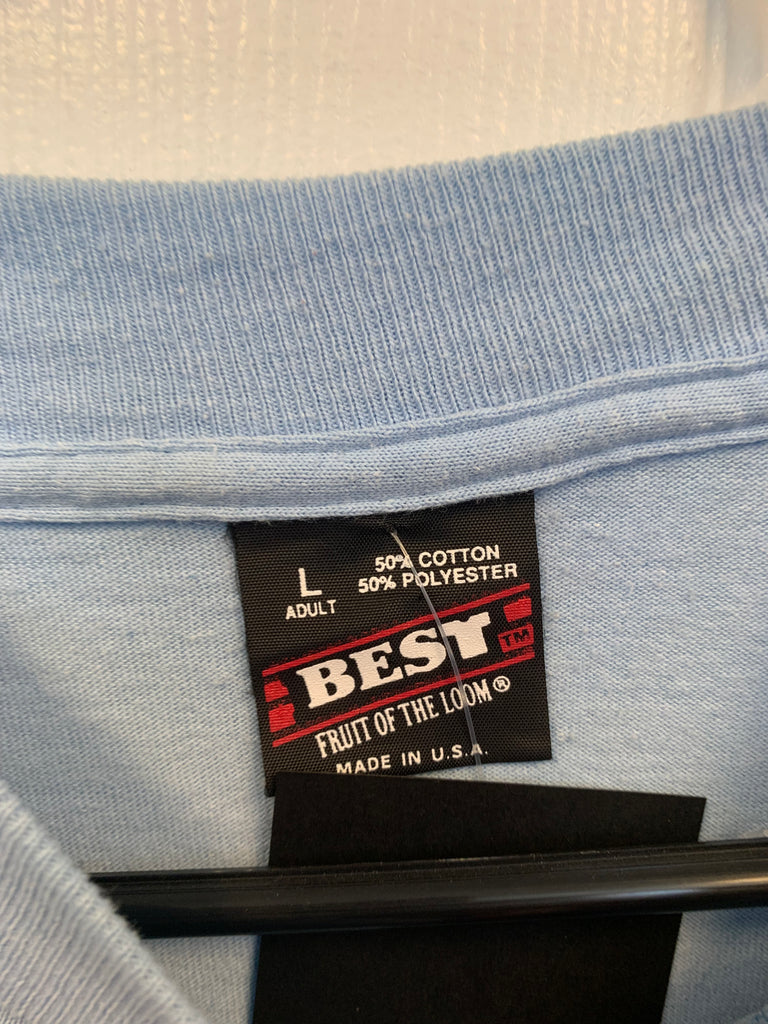 L
ADULT
50% COTTON
50% POLYESTER
BEST
TM
FRUIT OF THE LOOM®
MADE IN U.S.A.